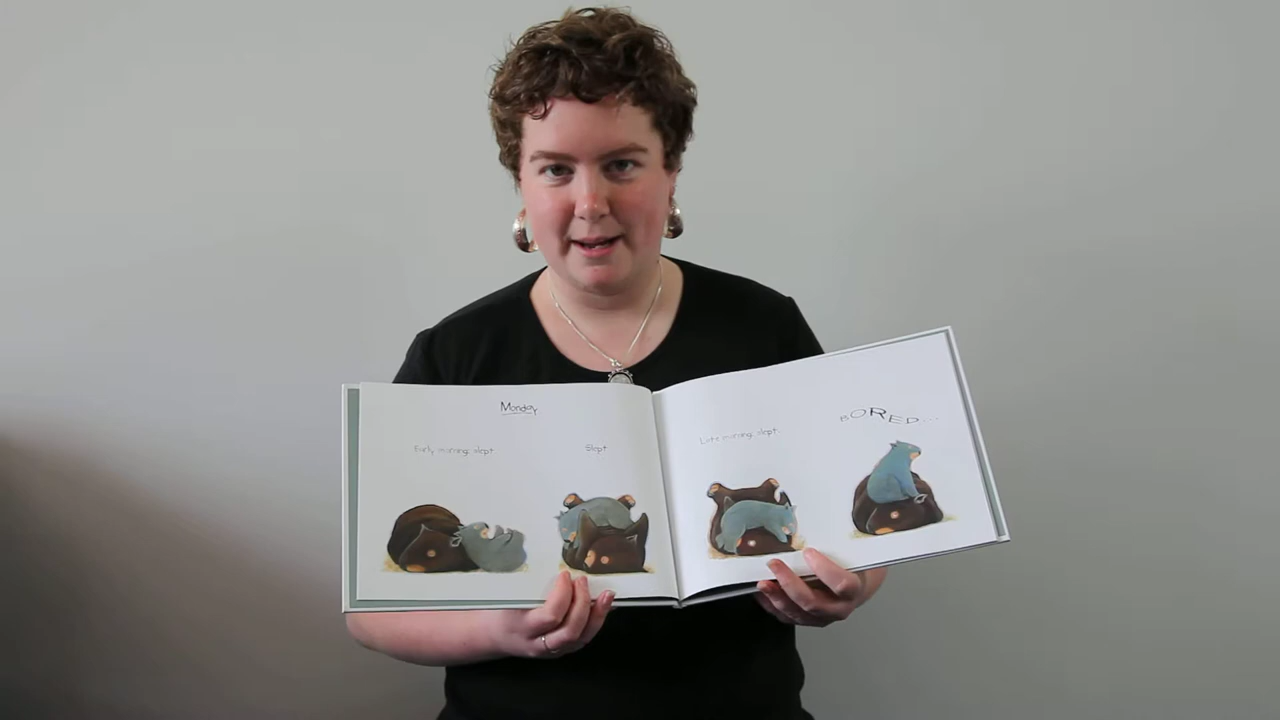 Monday
Early morning: slept
Slept
Late morning: slept
BORED...